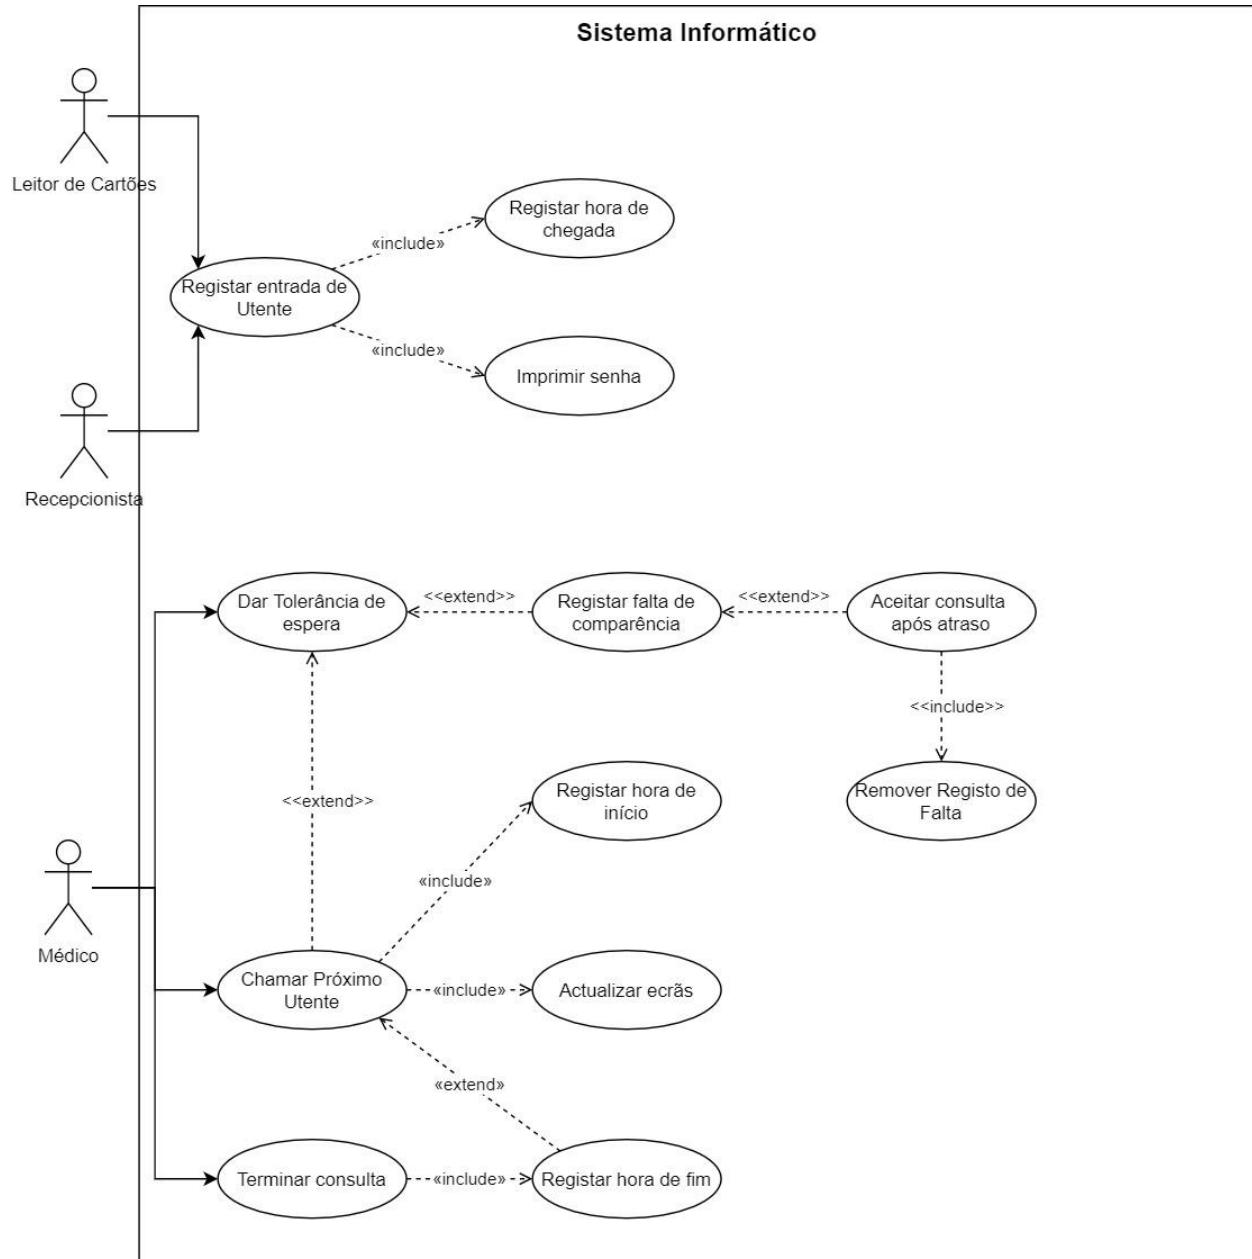 Sistema Informático
Leitor de Cartões
Registar hora de
chegada
«include»
Registar entrada de
Utente
«include»
Imprimir senha
Recepcionista
Dar Tolerância de
espera
<<extend>>
Registar falta de
comparência
<<extend>>
Aceitar consulta
após atraso
<<include>>
<<extend>>
Registar hora de
início
Remover Registo de
Falta
«include»
Médico
Chamar Próximo
Utente
«include»
Actualizar ecrãs
«extend»
Terminar consulta
«include»
Registar hora de fim